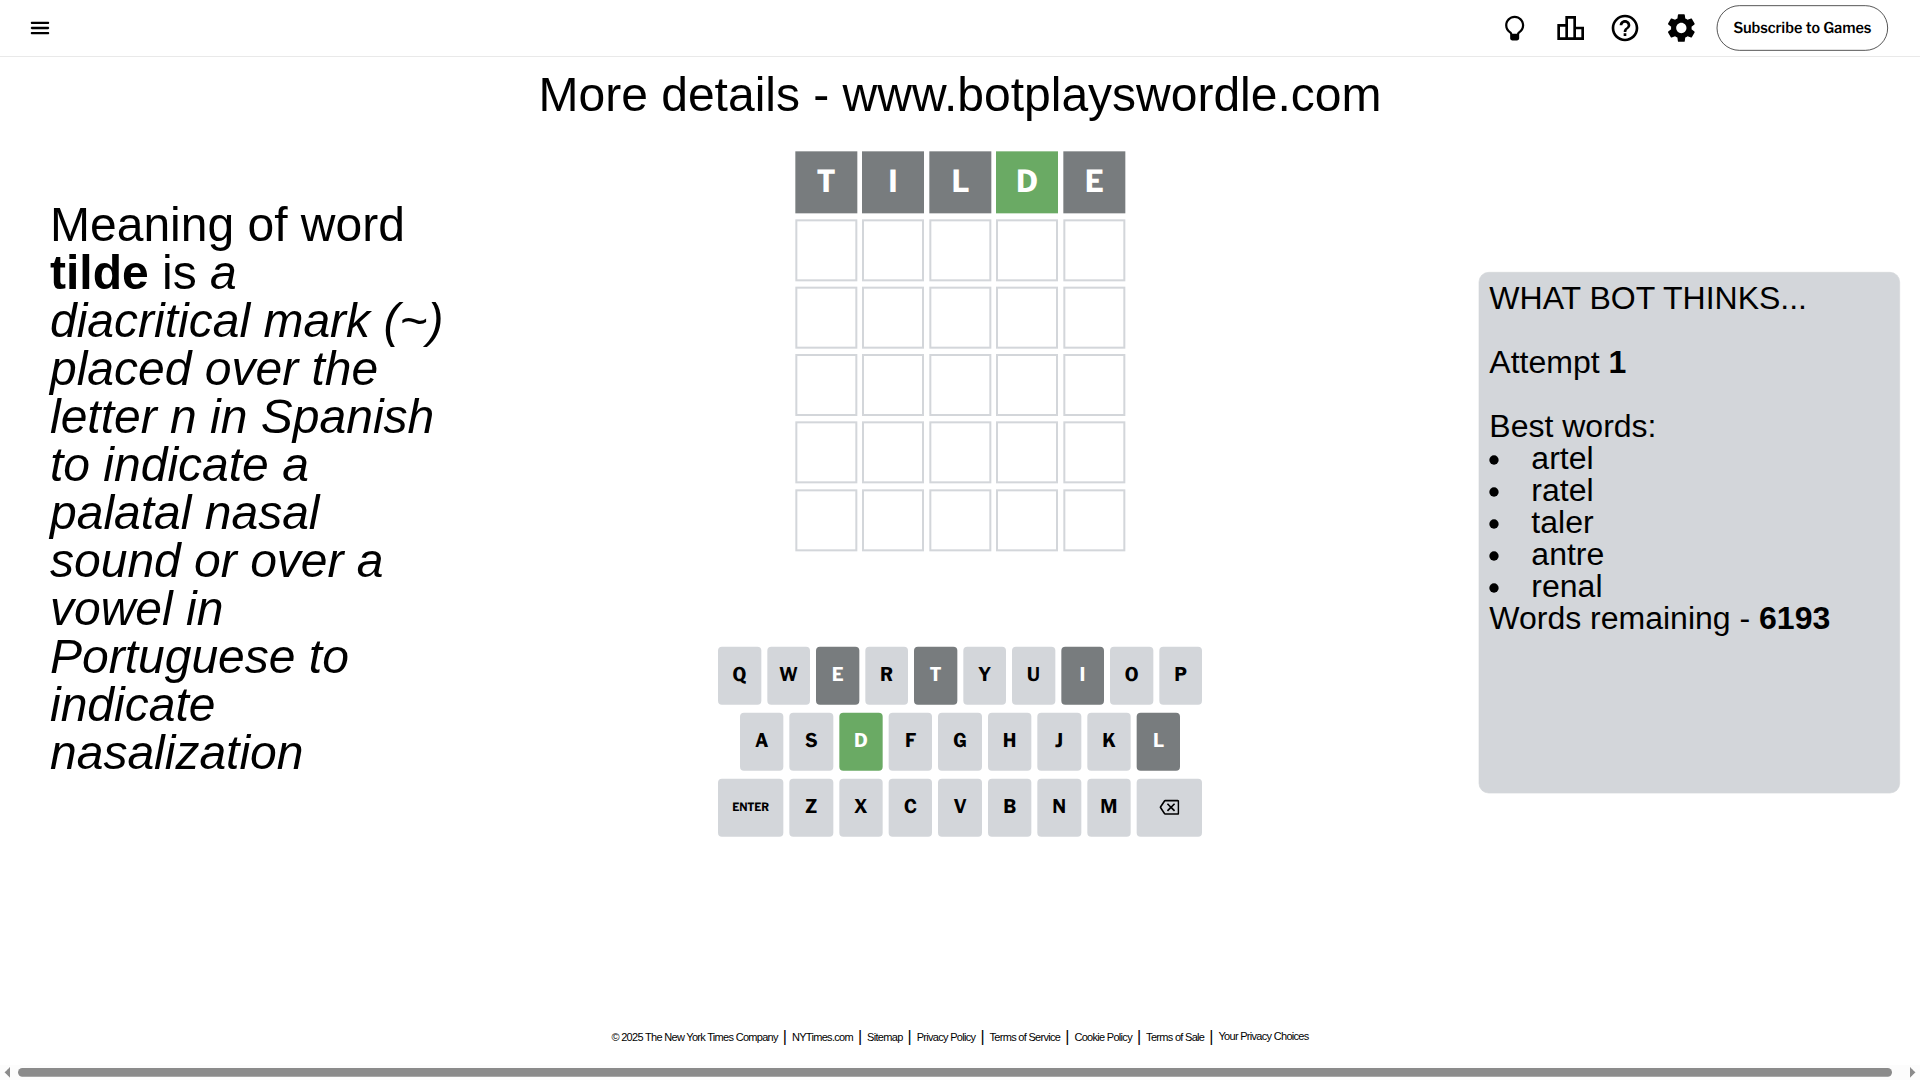 Subscribe to Games
More details - www.botplayswordle.com
T I L D E
Meaning of word
tilde is a
diacritical mark (~)
placed over the
letter n in Spanish
to indicate a
palatal nasal
sound or over a
vowel in
Portuguese to
indicate
nasalization
WHAT BOT THINKS...
Attempt 1
Best words:
• artel
• ratel
• taler
• antre
• renal
Words remaining - 6193
Q W E R T Y U I O P
A S D F G H J K L
ENTER Z X C V B N M
© 2025 The New York Times Company | NYTimes.com | Sitemap | Privacy Policy | Terms of Service | Cookie Policy | Terms of Sale | Your Privacy Choices